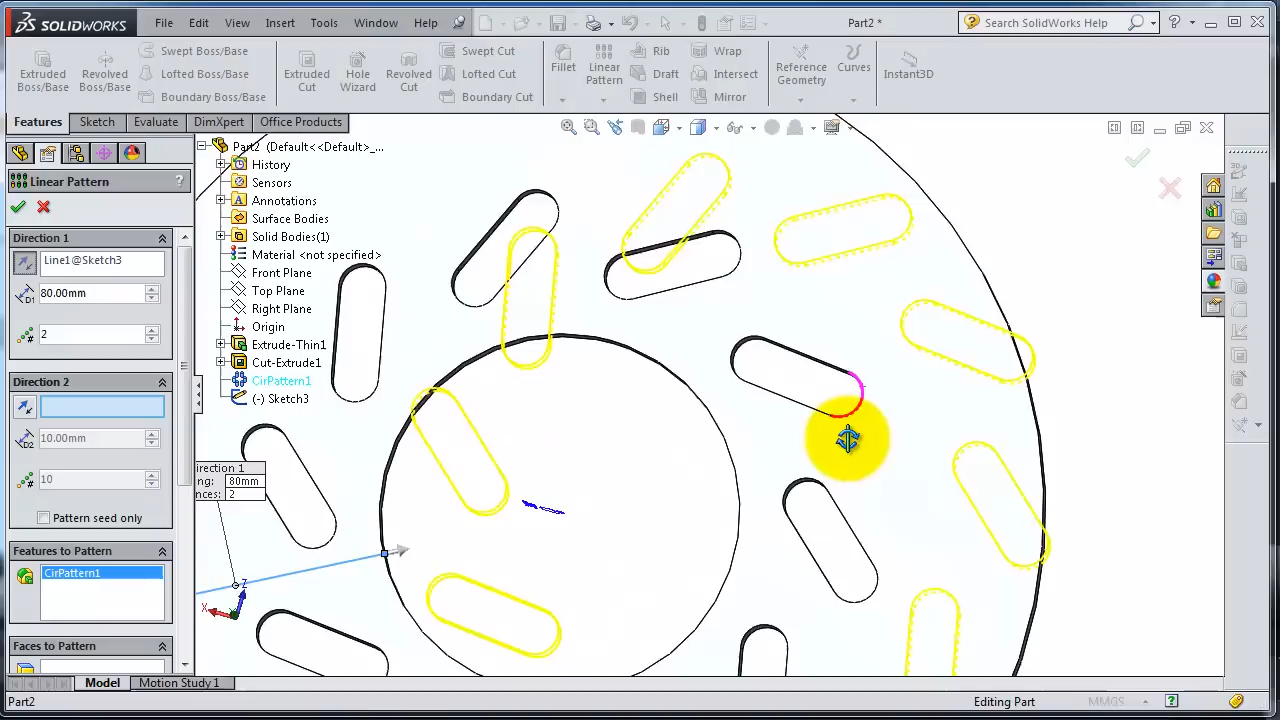 SOLIDWORKS File Edit View Insert Tools Window Help Part2 * Search SolidWorks Help
Extruded Boss/Base
Revolved Boss/Base
Swept Boss/Base
Lofted Boss/Base
Boundary Boss/Base
Extruded Cut
Hole Wizard
Revolved Cut
Swept Cut
Lofted Cut
Boundary Cut
Fillet
Linear Pattern
Rib
Draft
Shell
Wrap
Intersect
Mirror
Reference Geometry
Curves
Instant3D
Features Sketch Evaluate DimXpert Office Products
Linear Pattern ?
Direction 1
Line1@Sketch3
D1 80.00mm
2
Direction 2
D2 10.00mm
10
Pattern seed only
Features to Pattern
CirPattern1
Faces to Pattern
Part2 (Default<<Default>_...
History
Sensors
Annotations
Surface Bodies
Solid Bodies(1)
Material <not specified>
Front Plane
Top Plane
Right Plane
Origin
Extrude-Thin1
Cut-Extrude1
CirPattern1
(-) Sketch3
irection 1
ng: 80mm
nces: 2
Z
X
Model Motion Study 1
Part2 Editing Part MMGS ?